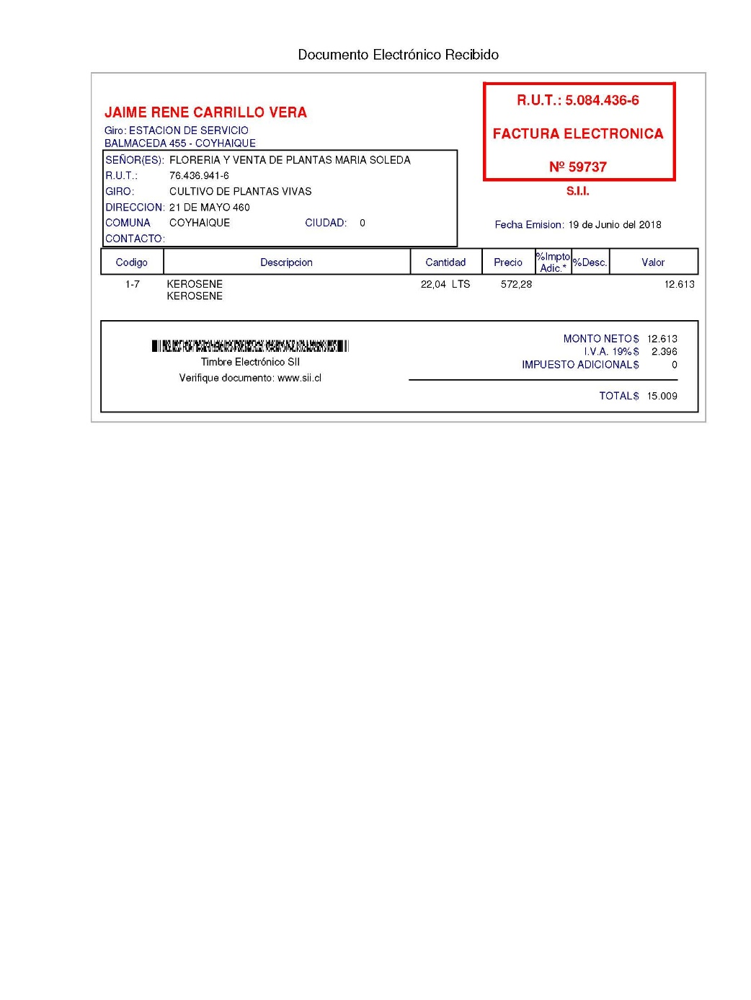 Documento Electrónico Recibido
JAIME RENE CARRILLO VERA
Giro: ESTACION DE SERVICIO
BALMACEDA 455 - COYHAIQUE
R.U.T.: 5.084.436-6
FACTURA ELECTRONICA
Nº 59737
S.I.I.
SEÑOR(ES): FLORERIA Y VENTA DE PLANTAS MARIA SOLEDA
R.U.T.: 76.436.941-6
GIRO: CULTIVO DE PLANTAS VIVAS
DIRECCION: 21 DE MAYO 460
COMUNA COYHAIQUE CIUDAD: 0
CONTACTO:
Fecha Emision: 19 de Junio del 2018
Codigo Descripcion Cantidad Precio %Impto Adic.* %Desc. Valor
1-7 KEROSENE 22,04 LTS 572,28 12.613
KEROSENE
Timbre Electrónico SII
Verifique documento: www.sii.cl
MONTO NETO$ 12.613
I.V.A. 19%$ 2.396
IMPUESTO ADICIONAL$ 0
TOTAL$ 15.009